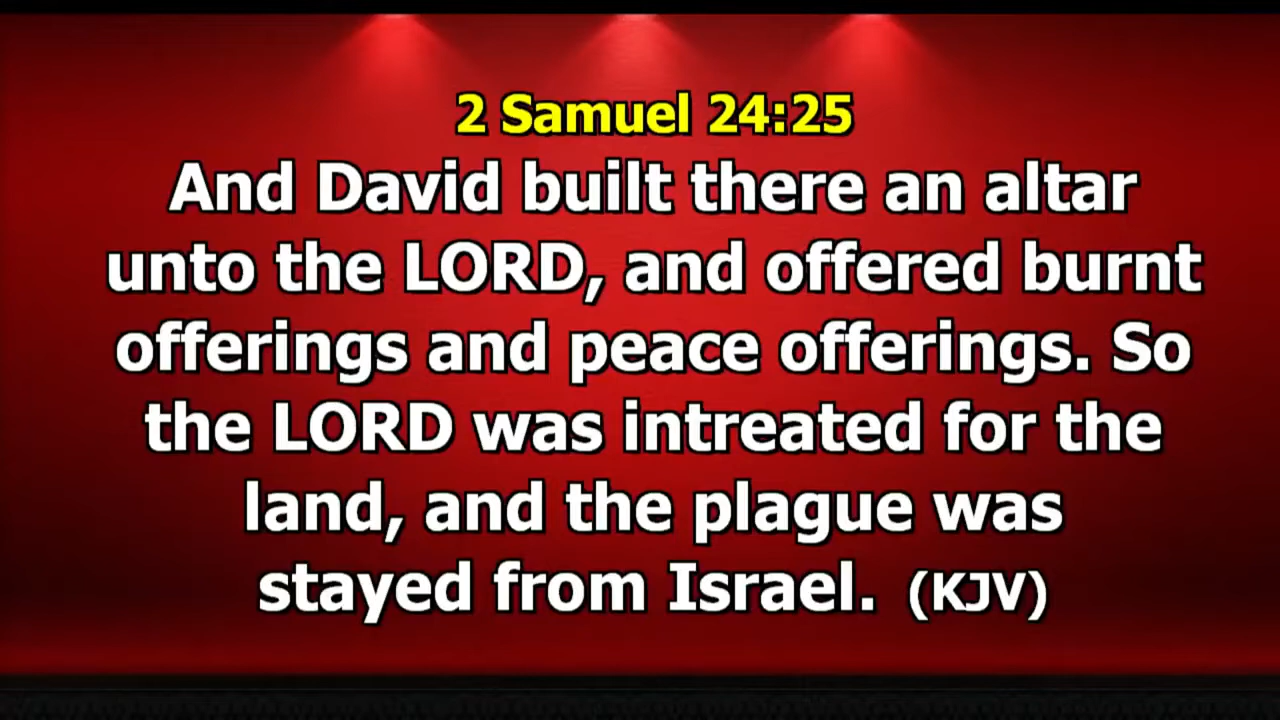 2 Samuel 24:25
And David built there an altar
unto the LORD, and offered burnt
offerings and peace offerings. So
the LORD was intreated for the
land, and the plague was
stayed from Israel. (KJV)